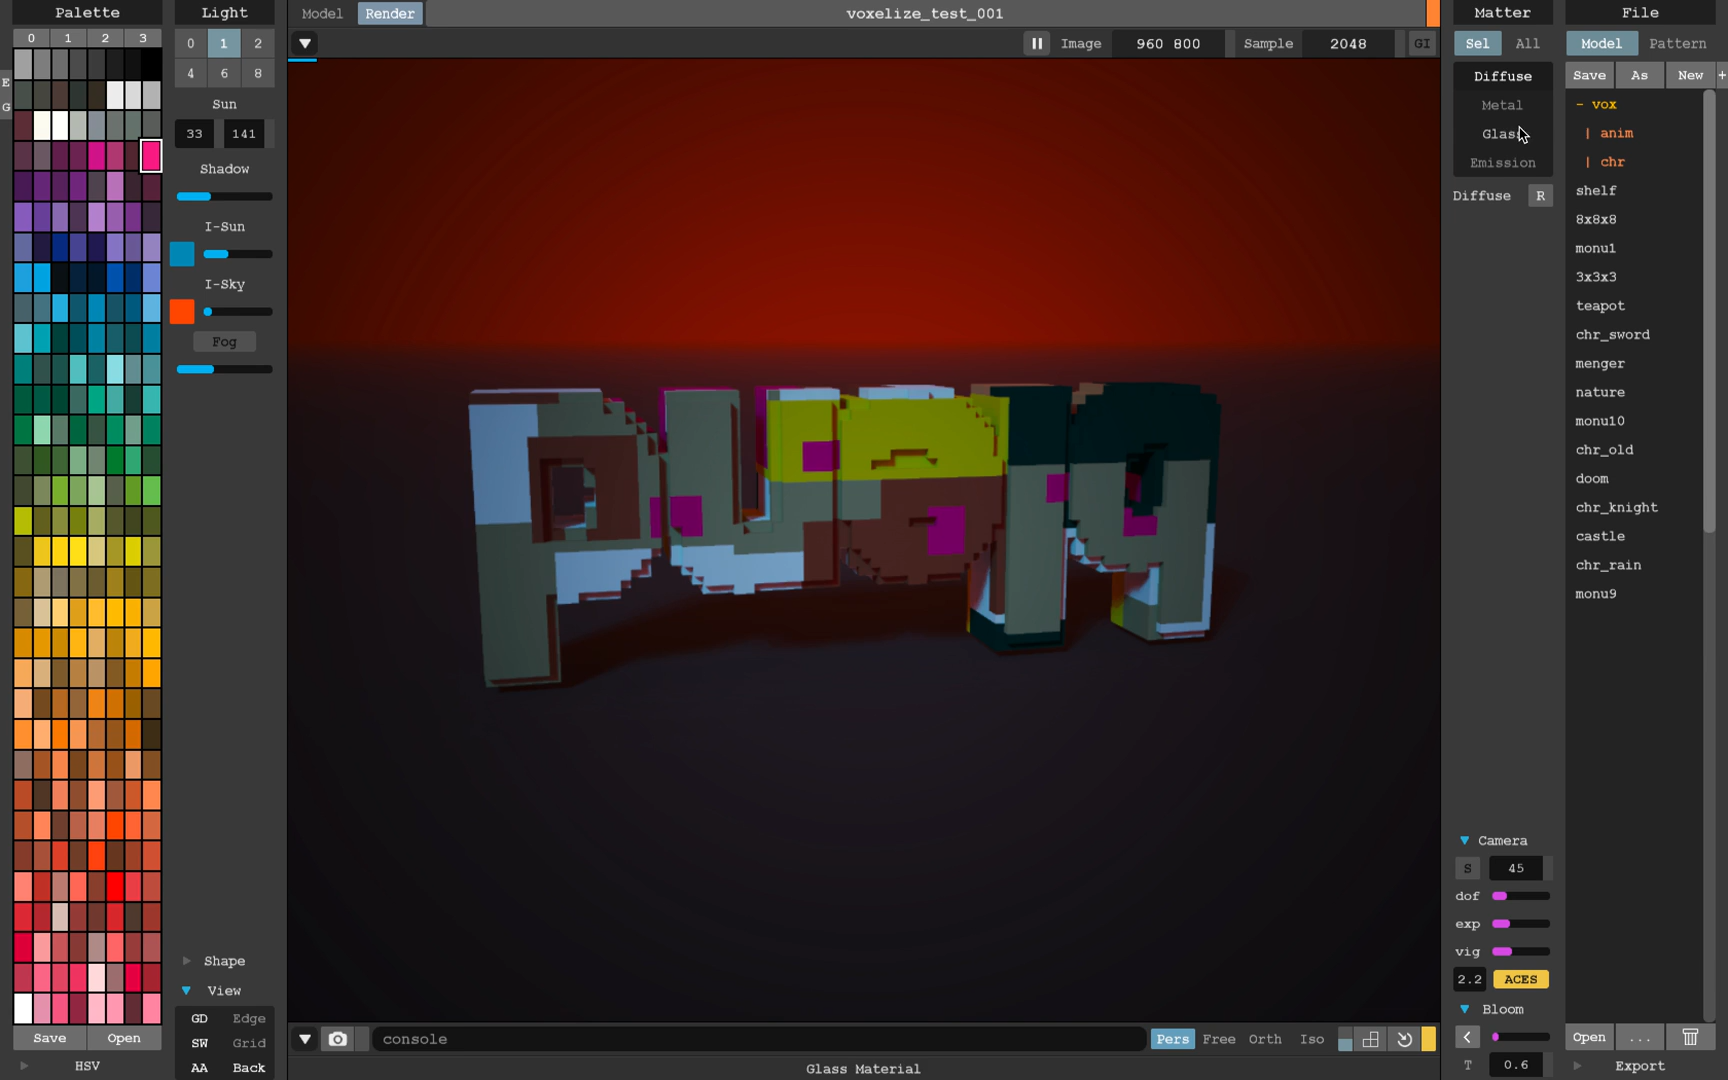 Palette
0 1 2 3
E
G
Save Open
HSV
Light
0 1 2
4 6 8
Sun
33 141
Shadow
I-Sun
I-Sky
Fog
Shape
View
GD Edge
SW Grid
AA Back
Model Render voxelize_test_001
Image 960 800 Sample 2048 GI
console Pers Free Orth Iso
Glass Material
Matter
Sel All
Diffuse
Metal
Glass
Emission
Diffuse R
Camera
S 45
dof
exp
vig
2.2 ACES
Bloom
T 0.6
File
Model Pattern
Save As New +
- vox
| anim
| chr
shelf
8x8x8
monu1
3x3x3
teapot
chr_sword
menger
nature
monu10
chr_old
doom
chr_knight
castle
chr_rain
monu9
Open ...
Export